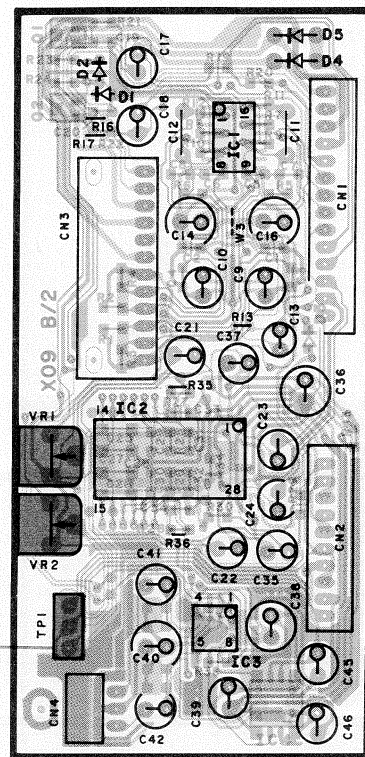 D5
D4
C17
D2
D1
C18
R16
R17
C12
1
16
IC1
8
9
C11
CN3
CN1
C14
W3
C16
C10
C9
X09 B/2
R13
C13
C21
C37
R35
C36
VR1
14
IC2
1
C23
15
28
C24
CN2
VR2
R36
C41
C22
C35
C38
TP1
4
1
5
8
C40
IC3
C45
CN4
C39
C42
C46